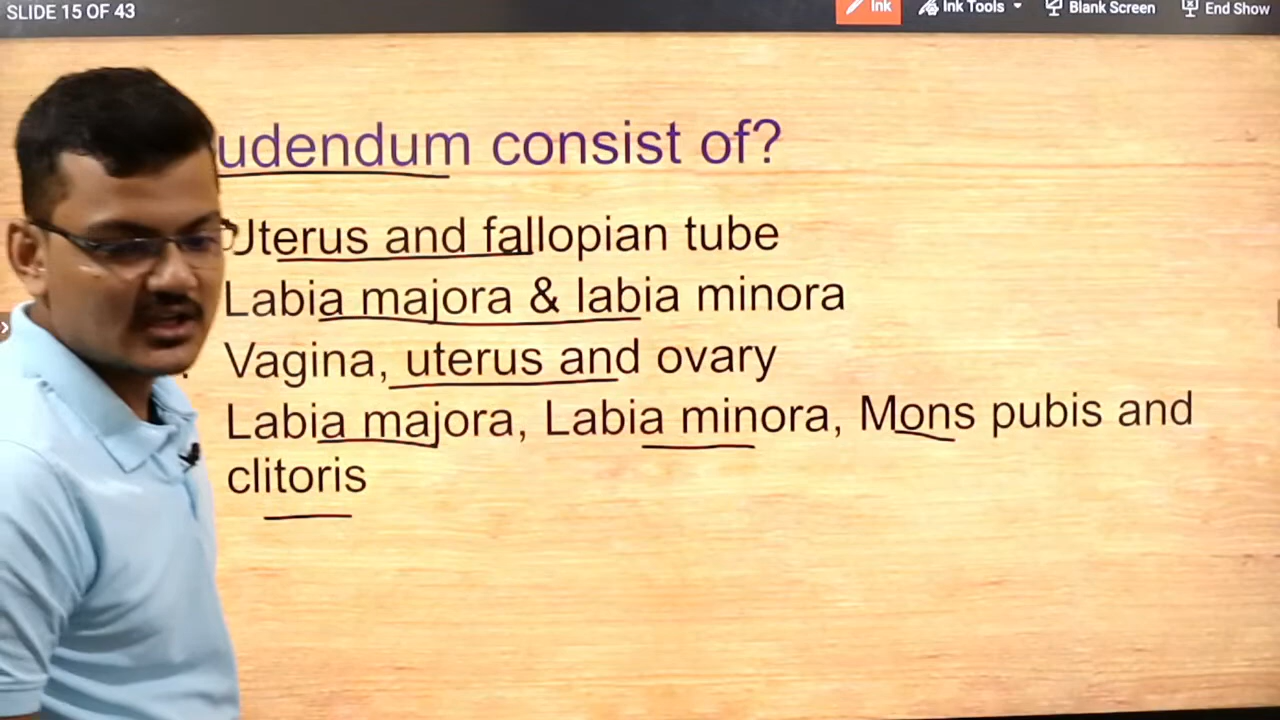 SLIDE 15 OF 43
Ink
Ink Tools
Blank Screen
End Show
udendum consist of?
Uterus and fallopian tube
Labia majora & labia minora
Vagina, uterus and ovary
Labia majora, Labia minora, Mons pubis and
clitoris